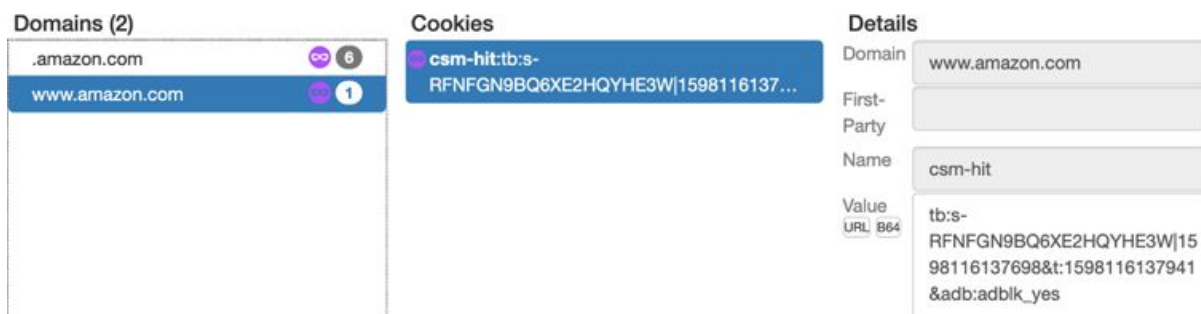 Domains (2)
.amazon.com 6
www.amazon.com 1
Cookies
csm-hit:tb:s-
RFNFGN9BQ6XE2HQYHE3W|1598116137...
Details
Domain www.amazon.com
First-
Party
Name csm-hit
Value
URL B64
tb:s-
RFNFGN9BQ6XE2HQYHE3W|15
98116137698&t:1598116137941
&adb:adblk_yes